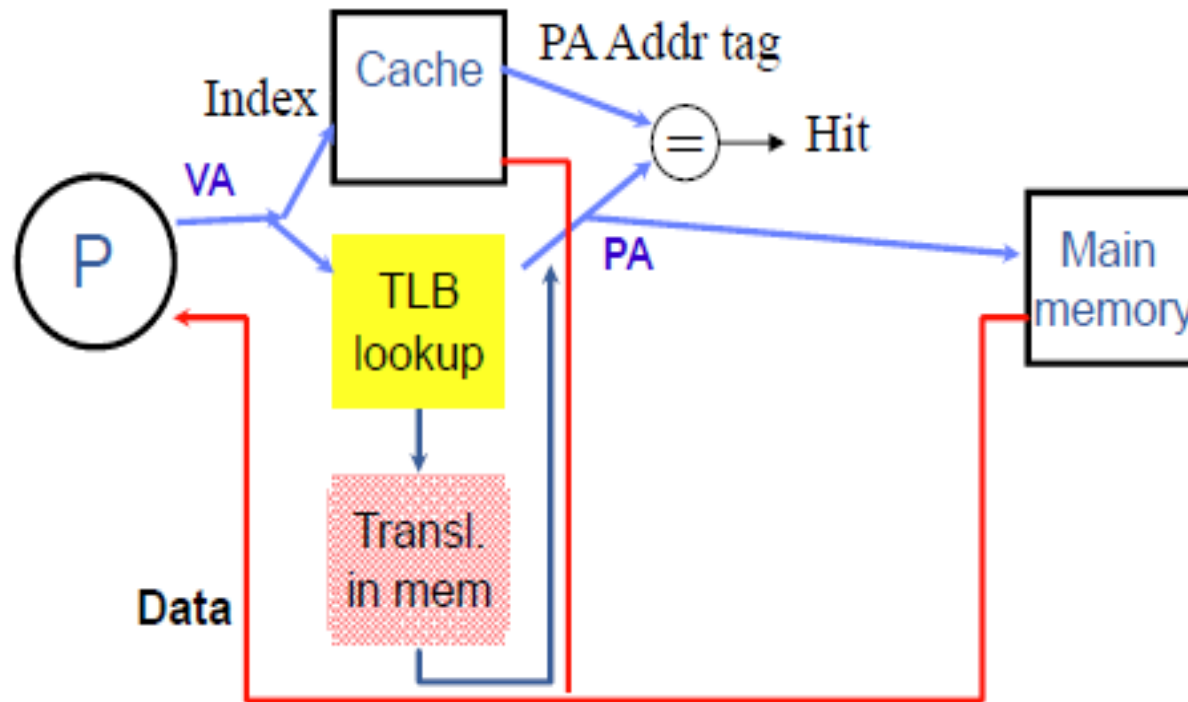 Cache
PA Addr tag
Index
=
Hit
VA
P
TLB
lookup
PA
Main
memory
Transl.
in mem
Data